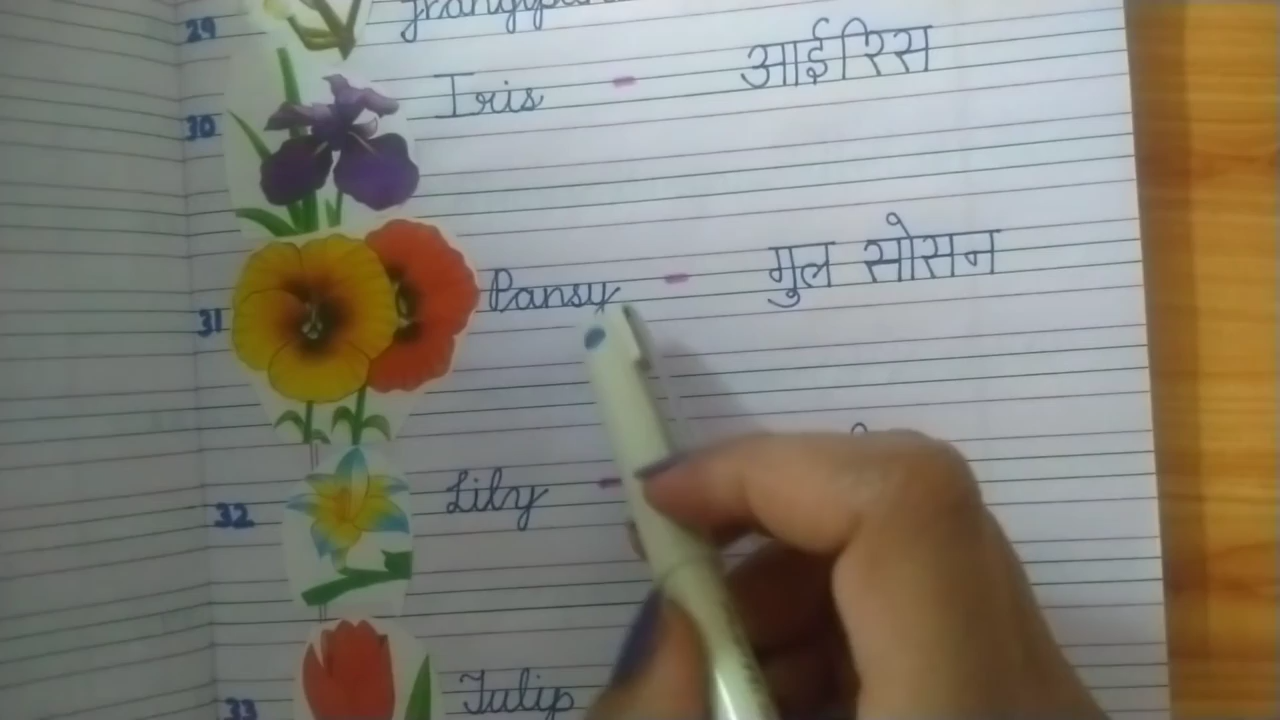 29
30 Iris - आईरिस
31 Pansy - गुल सोसन
32 Lily -
33 Tulip